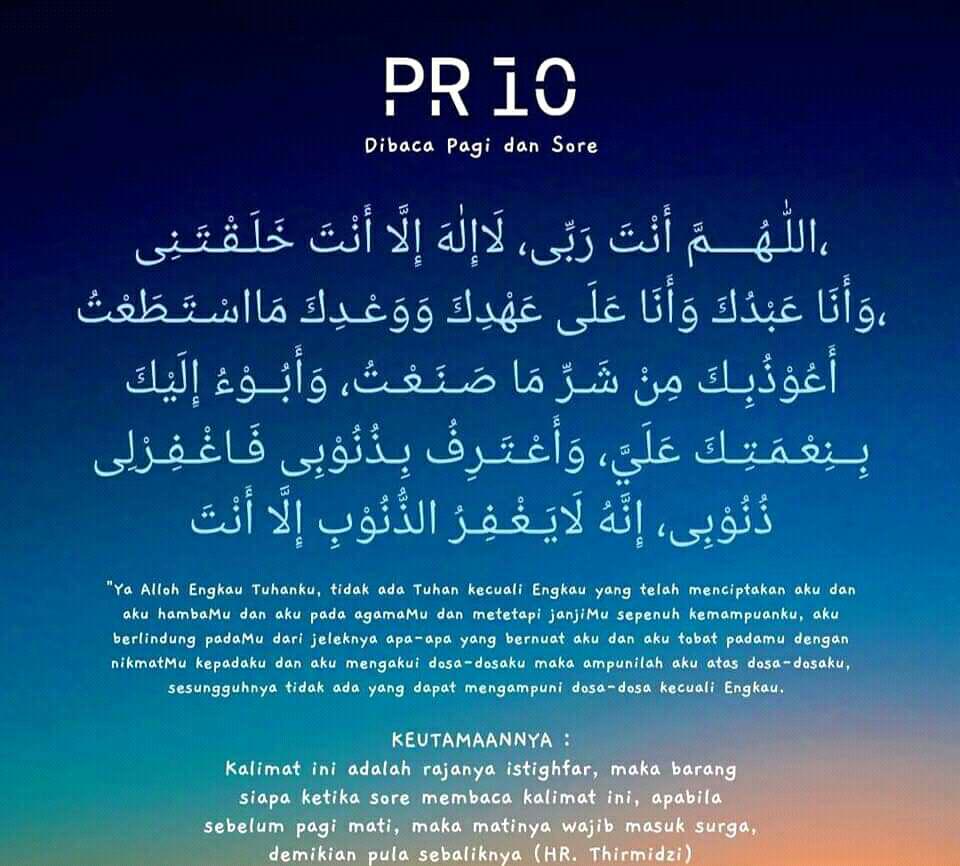 PR 10
Dibaca Pagi dan Sore
اللّٰهُمَّ أَنْتَ رَبِّى، لَاإِلٰهَ إِلَّا أَنْتَ خَلَقْتَنِى،
وَأَنَا عَبْدُكَ وَأَنَا عَلَى عَهْدِكَ وَوَعْدِكَ مَااسْتَطَعْتُ،
أَعُوْذُبِكَ مِنْ شَرِّ مَا صَنَعْتُ، وَأَبُوْءُ إِلَيْكَ
بِنِعْمَتِكَ عَلَيَّ، وَأَعْتَرِفُ بِذُنُوْبِى فَاغْفِرْلِى
ذُنُوْبِى، إِنَّهُ لَايَغْفِرُ الذُّنُوْبِ إِلَّا أَنْتَ
"Ya Alloh Engkau Tuhanku, tidak ada Tuhan kecuali Engkau yang telah menciptakan aku dan
aku hambaMu dan aku pada agamaMu dan metetapi janjiMu sepenuh kemampuanku, aku
berlindung padaMu dari jeleknya apa-apa yang bernuat aku dan aku tobat padamu dengan
nikmatMu kepadaku dan aku mengakui dosa-dosaku maka ampunilah aku atas dosa-dosaku,
sesungguhnya tidak ada yang dapat mengampuni dosa-dosa kecuali Engkau.
KEUTAMAANNYA :
Kalimat ini adalah rajanya istighfar, maka barang
siapa ketika sore membaca kalimat ini, apabila
sebelum pagi mati, maka matinya wajib masuk surga,
demikian pula sebaliknya (HR. Thirmidzi)